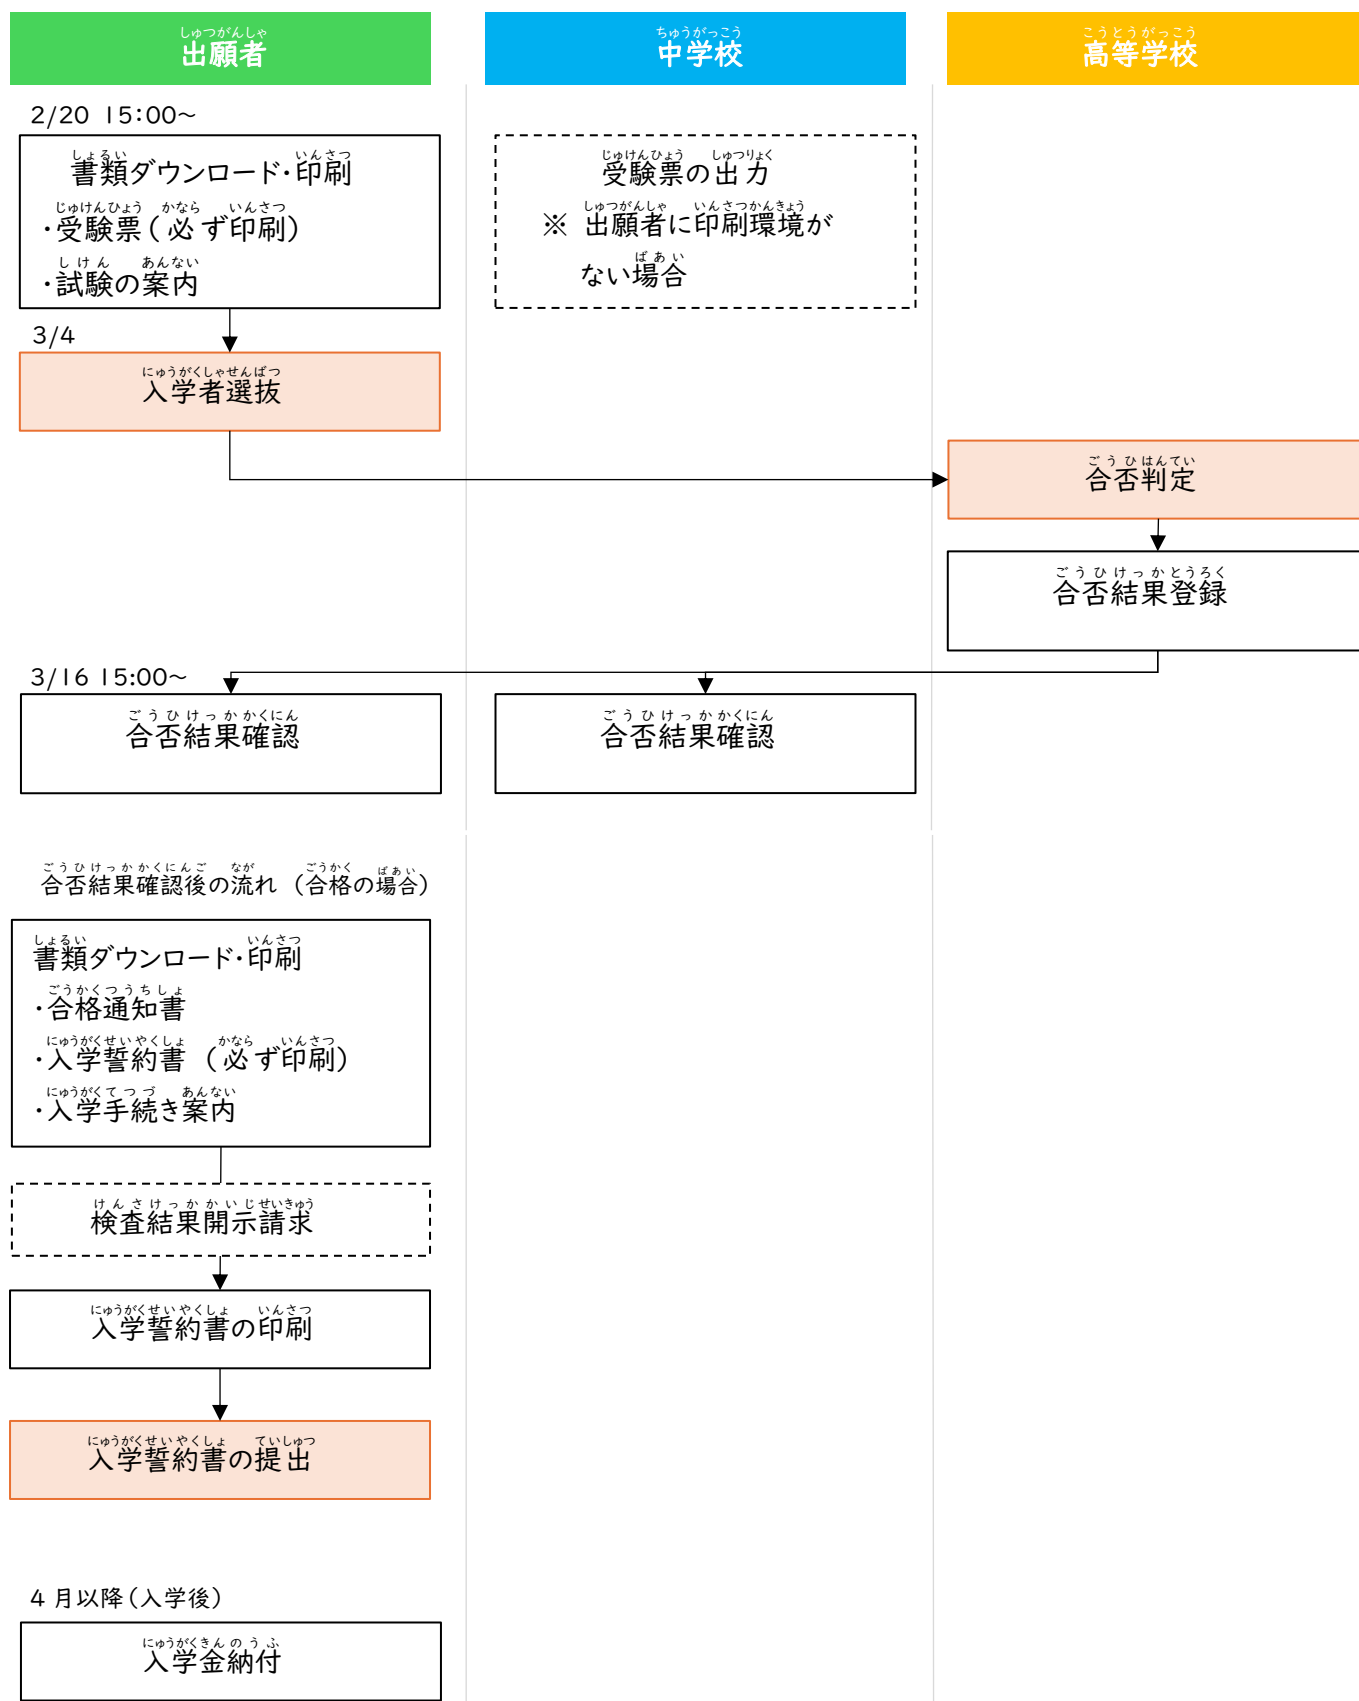 しゅつがんしゃ
出願者
ちゅうがっこう
中学校
こうとうがっこう
高等学校
2/20 15:00~
しょるい いんさつ
書類ダウンロード・印刷
じゅけんひょう かなら いんさつ
・受験票(必ず印刷)
しけん あんない
・試験の案内
じゅけんひょう しゅつりょく
受験票の出力
しゅつがんしゃ いんさつかんきょう
※ 出願者に印刷環境が
ばあい
ない場合
3/4
にゅうがくしゃせんばつ
入学者選抜
ごうひはんてい
合否判定
ごうひけっかとうろく
合否結果登録
3/16 15:00~
ごうひけっかかくにん
合否結果確認
ごうひけっかかくにん
合否結果確認
ごうひけっかかくにんご なが ごうかく ばあい
合否結果確認後の流れ (合格の場合)
しょるい いんさつ
書類ダウンロード・印刷
ごうかくつうちしょ
・合格通知書
にゅうがくせいやくしょ かなら いんさつ
・入学誓約書 (必ず印刷)
にゅうがくてつづ あんない
・入学手続き案内
けんさけっかかいじせいきゅう
検査結果開示請求
にゅうがくせいやくしょ いんさつ
入学誓約書の印刷
にゅうがくせいやくしょ ていしゅつ
入学誓約書の提出
4 月以降(入学後)
にゅうがくきんのうふ
入学金納付